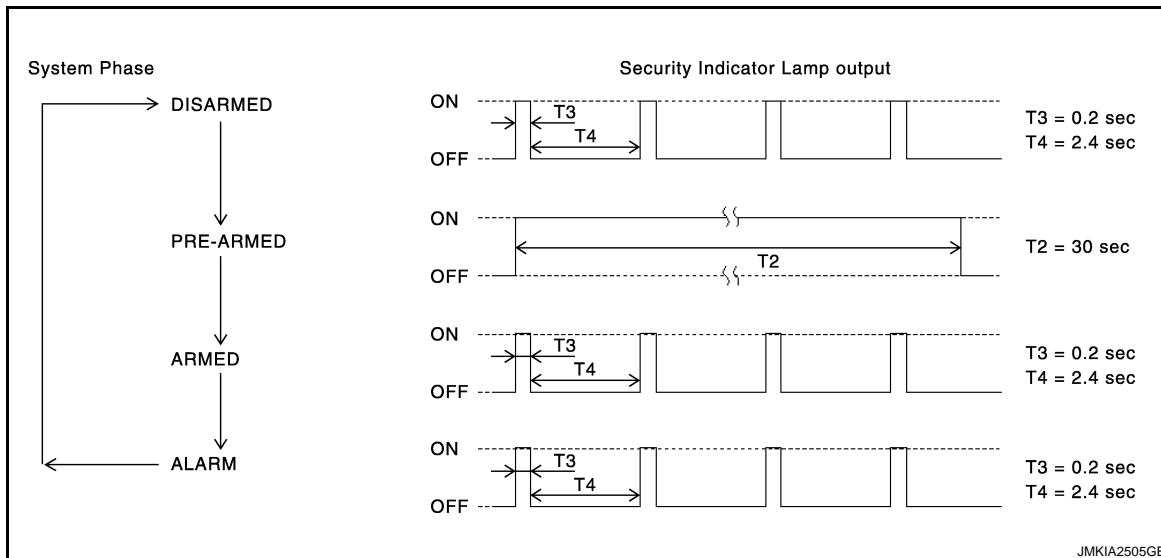 System Phase
Security Indicator Lamp output
DISARMED
ON
T3
T4
OFF
T3 = 0.2 sec
T4 = 2.4 sec
PRE-ARMED
ON
T2
OFF
T2 = 30 sec
ARMED
ON
T3
T4
OFF
T3 = 0.2 sec
T4 = 2.4 sec
ALARM
ON
T3
T4
OFF
T3 = 0.2 sec
T4 = 2.4 sec
JMKIA2505GB